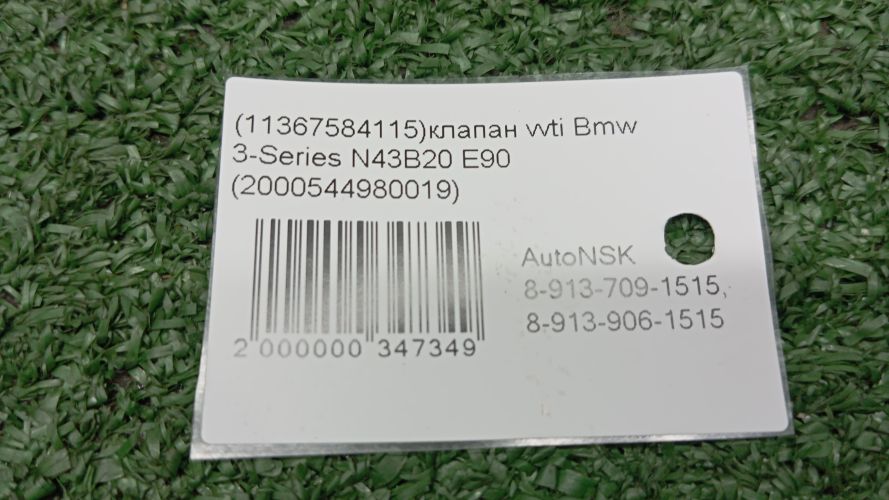 (11367584115)клапан vvti Bmw
3-Series N43B20 E90
(2000544980019)
2 000000 347349
AutoNSK
8-913-709-1515,
8-913-906-1515